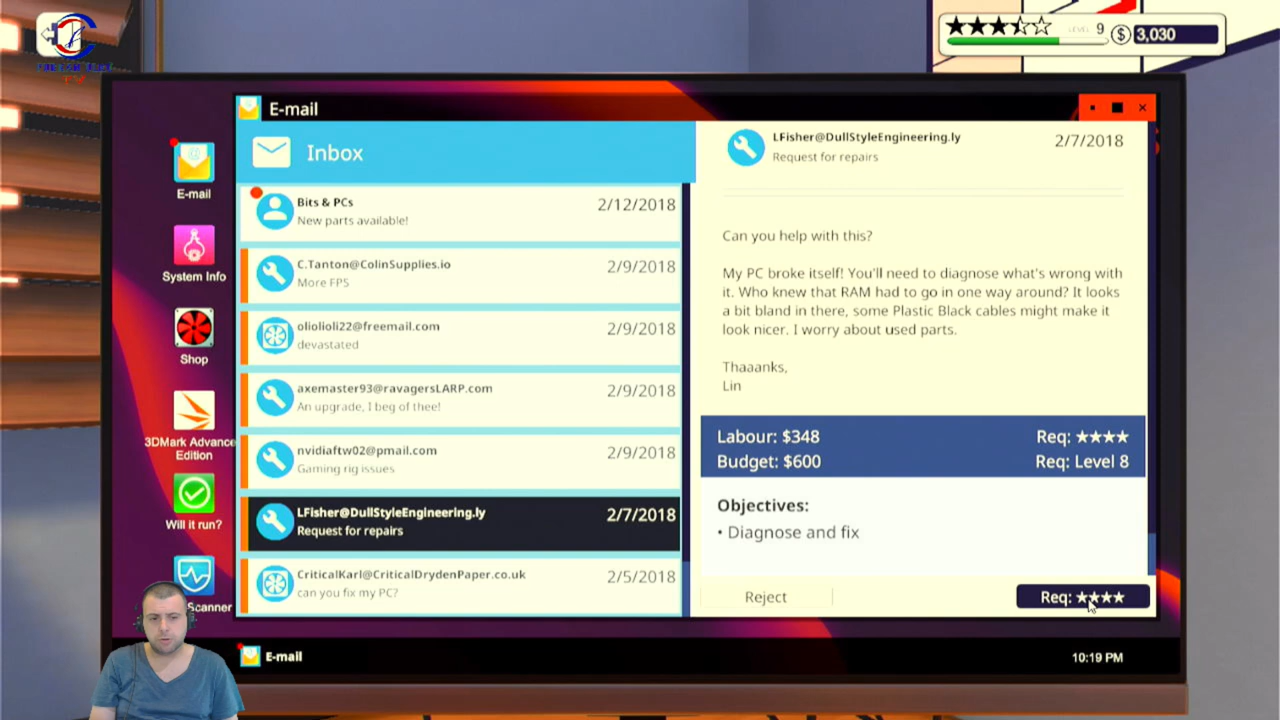 LEVEL 9
$ 3,030
E-mail
Inbox
Bits & PCs
2/12/2018
New parts available!
C.Tanton@ColinSupplies.io
2/9/2018
More FPS
oliolioli22@freemail.com
2/9/2018
devastated
axemaster93@ravagersLARP.com
2/9/2018
An upgrade, I beg of thee!
nvidiaftw02@pmail.com
2/9/2018
Gaming rig issues
LFisher@DullStyleEngineering.ly
2/7/2018
Request for repairs
CriticalKarl@CriticalDrydenPaper.co.uk
2/5/2018
can you fix my PC?
LFisher@DullStyleEngineering.ly
2/7/2018
Request for repairs
Can you help with this?
My PC broke itself! You'll need to diagnose what's wrong with
it. Who knew that RAM had to go in one way around? It looks
a bit bland in there, some Plastic Black cables might make it
look nicer. I worry about used parts.
Thaaanks,
Lin
Labour: $348
Req: ★★★★
Budget: $600
Req: Level 8
Objectives:
• Diagnose and fix
Reject
Req: ★★★★
E-mail
System Info
Shop
3DMark Advance
Edition
Will it run?
Scanner
E-mail
10:19 PM